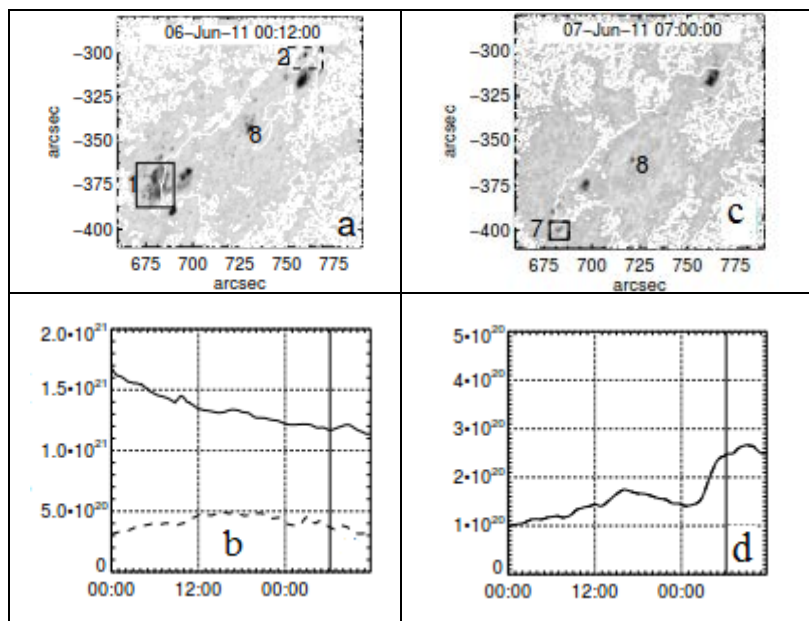 06-Jun-11 00:12:00
-300
2
-325
arcsec
-350
8
1
-375
-400
a
675 700 750 775
arcsec
07-Jun-11 07:00:00
-300
-325
arcsec
-350
8
-375
c
7
-400
675 700 725 750 775
arcsec
2.0•10²¹
1.5•10²¹
1.0•10²¹
5.0•10²⁰
b
0
00:00 12:00 00:00
5•10²⁰
4•10²⁰
3•10²⁰
2•10²⁰
1•10²⁰
d
0
00:00 12:00 00:00